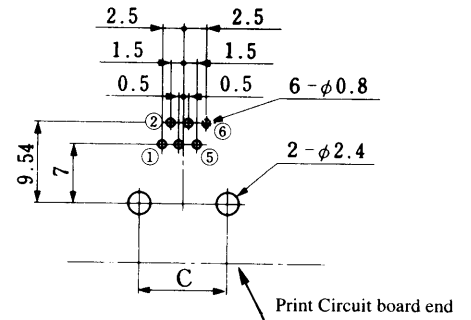 2.5 2.5
1.5 1.5
0.5 0.5 6-φ0.8
② ⑥
① ⑤ 2-φ2.4
9.54 7
C
Print Circuit board end